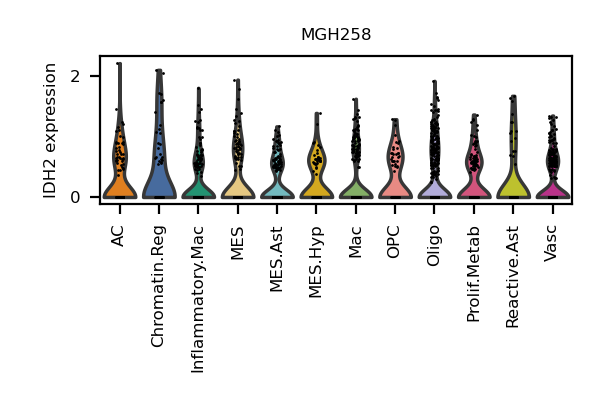 MGH258
IDH2 expression
2
0
AC
Chromatin.Reg
Inflammatory.Mac
MES
MES.Ast
MES.Hyp
Mac
OPC
Oligo
Prolif.Metab
Reactive.Ast
Vasc